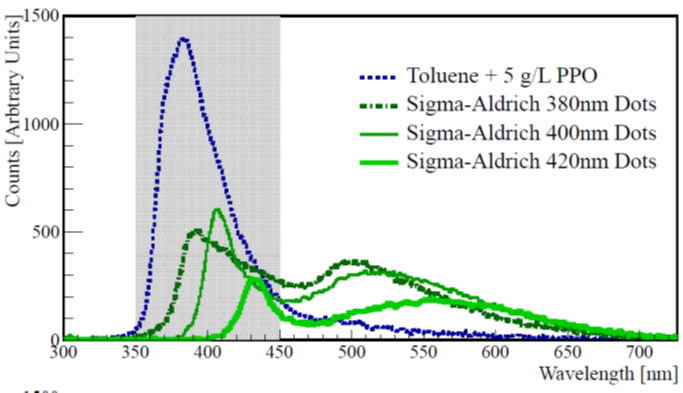 1500
1000
500
0
Counts [Arbtrary Units]
Toluene + 5 g/L PPO
Sigma-Aldrich 380nm Dots
Sigma-Aldrich 400nm Dots
Sigma-Aldrich 420nm Dots
300 350 400 450 500 550 600 650 700
Wavelength [nm]